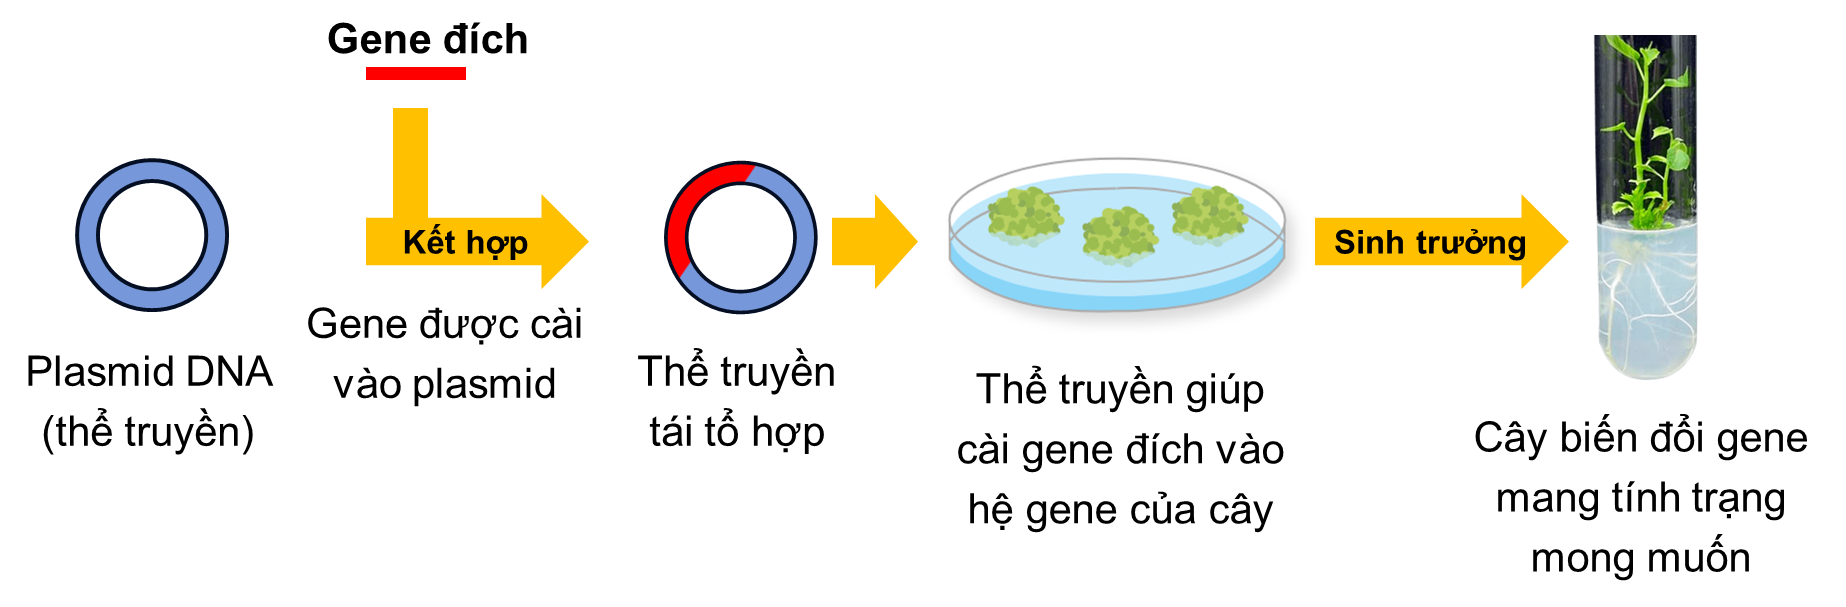 Gene đích
Kết hợp
Sinh trưởng
Gene được cài
vào plasmid
Plasmid DNA
(thể truyền)
Thể truyền
tái tổ hợp
Thể truyền giúp
cài gene đích vào
hệ gene của cây
Cây biến đổi gene
mang tính trạng
mong muốn